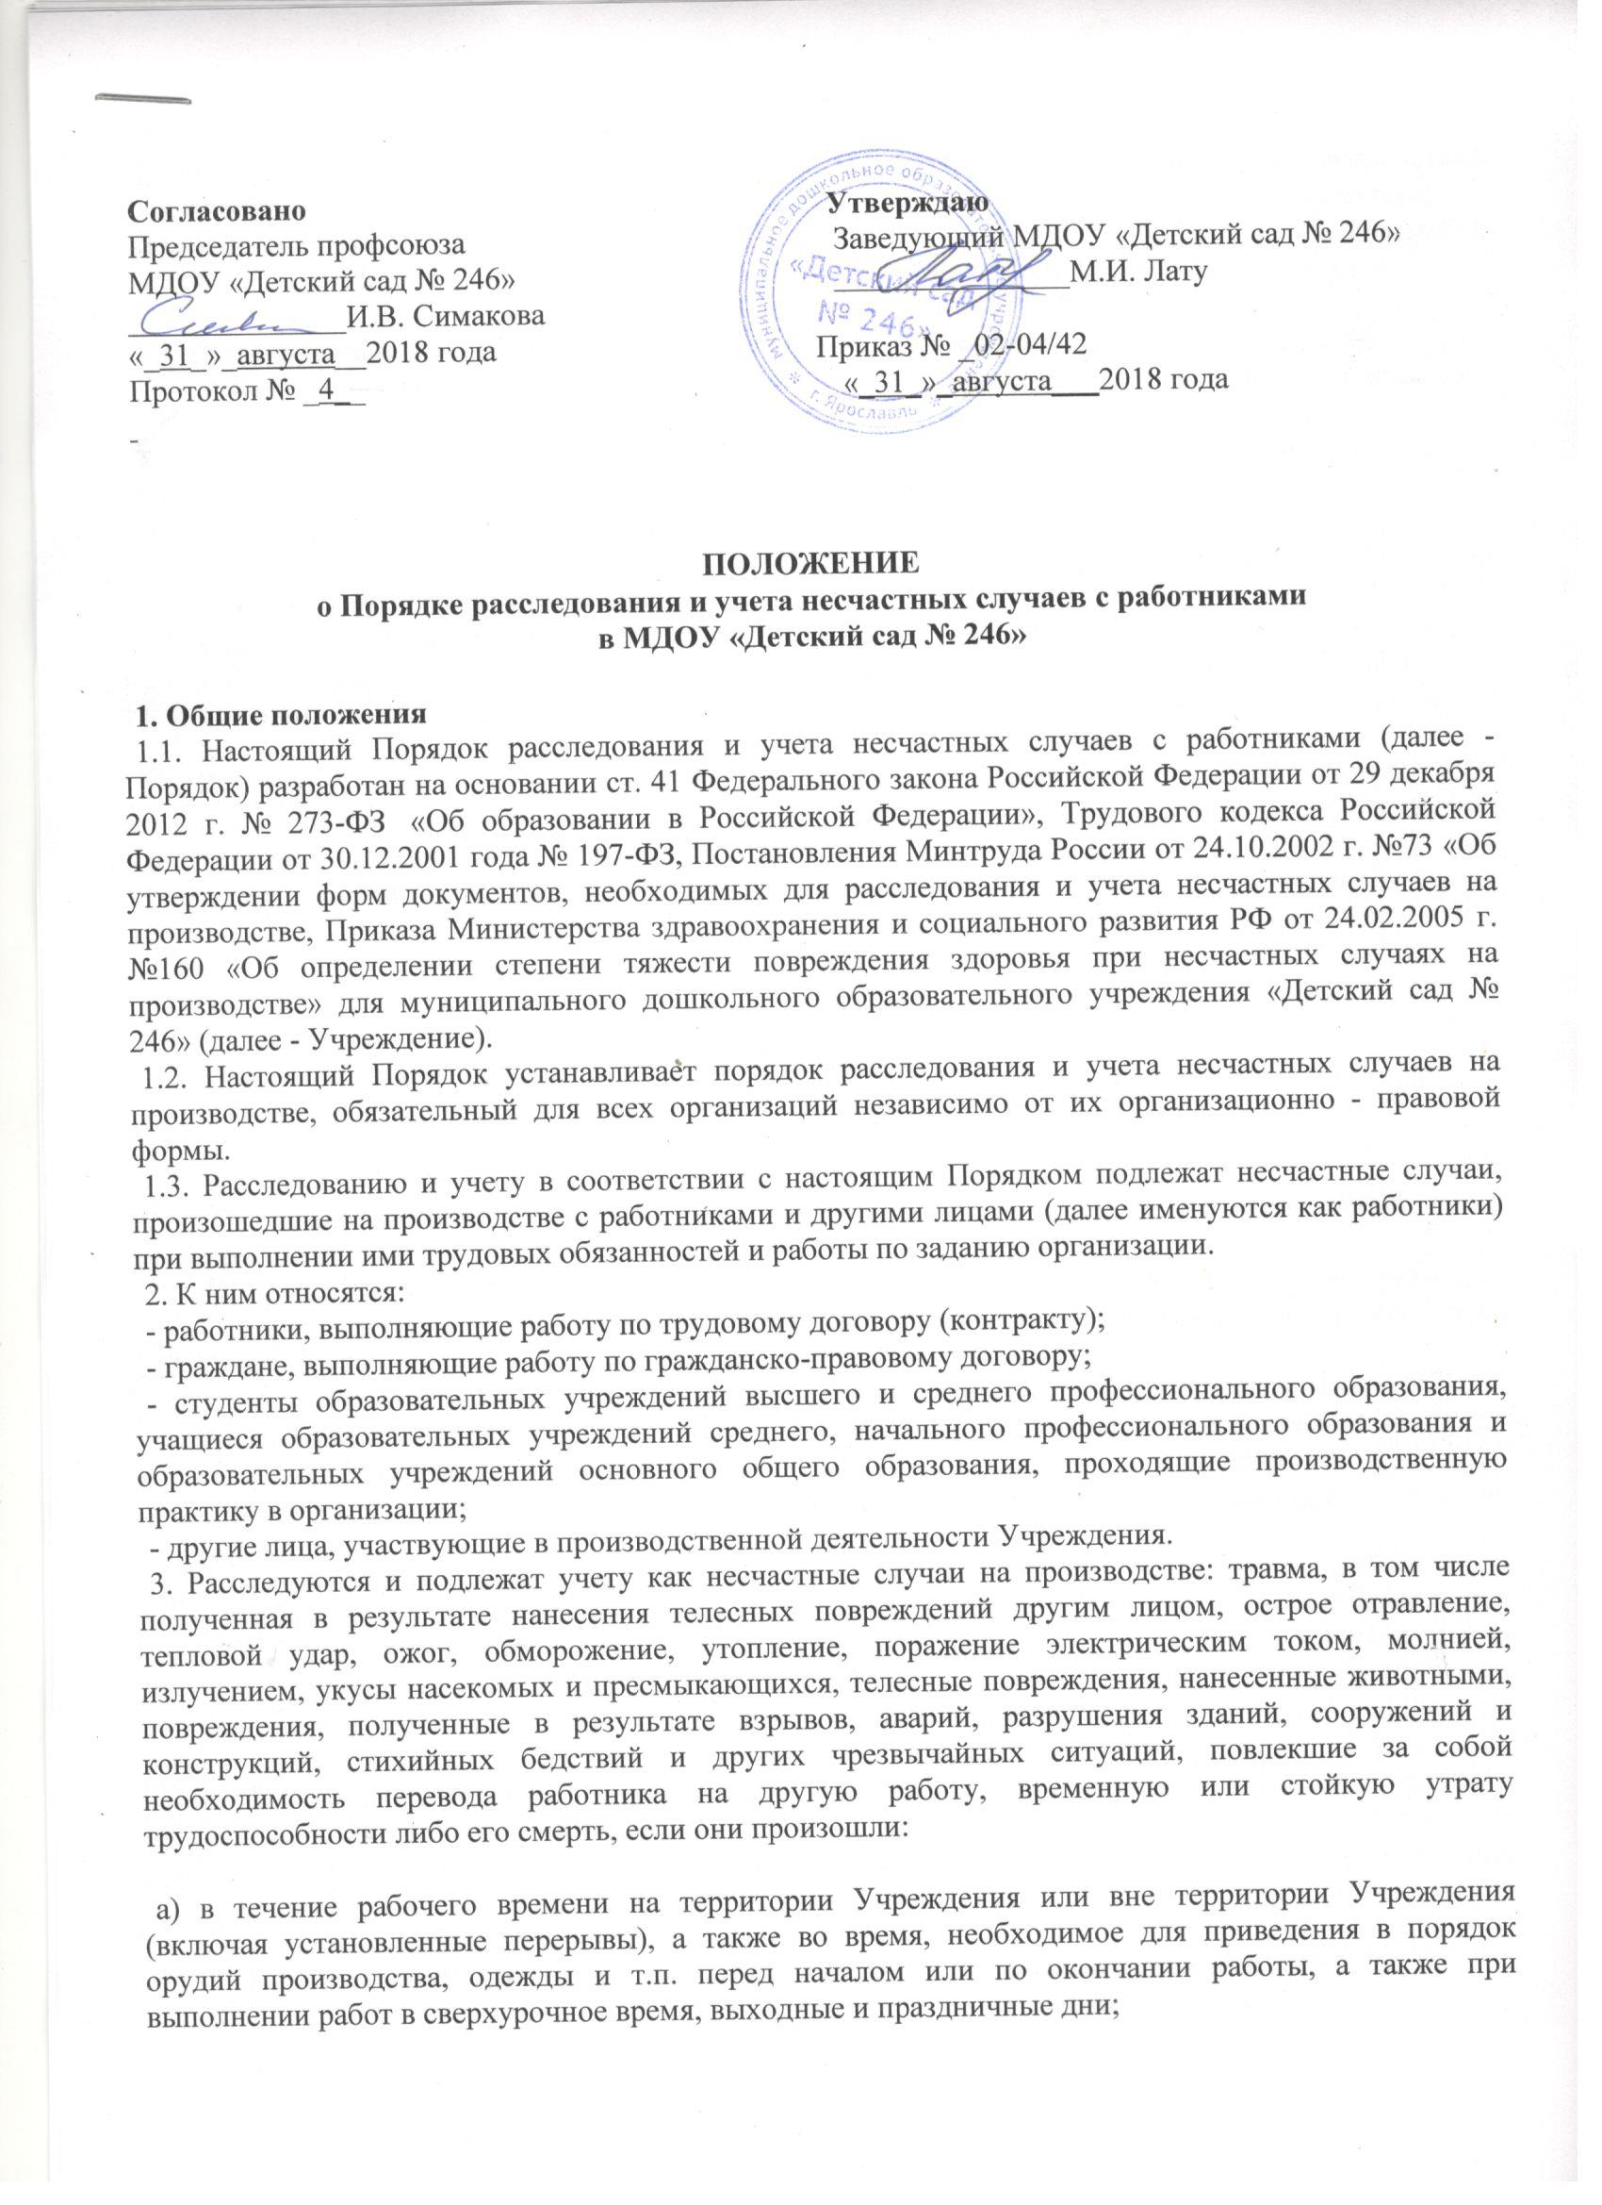 Согласовано
Председатель профсоюза
МДОУ «Детский сад № 246»
______________И.В. Симакова
«_31_»_августа__2018 года
Протокол № _4__
-
Утверждаю
Заведующий МДОУ «Детский сад № 246»
_______________М.И. Лату
Приказ № _02-04/42
«_31_»_августа___2018 года
муниципальное дошкольное образовательное учреждение
«Детский сад
№ 246»
* г. Ярославль *
ПОЛОЖЕНИЕ
о Порядке расследования и учета несчастных случаев с работниками
в МДОУ «Детский сад № 246»
1. Общие положения
1.1. Настоящий Порядок расследования и учета несчастных случаев с работниками (далее -
Порядок) разработан на основании ст. 41 Федерального закона Российской Федерации от 29 декабря
2012 г. № 273-ФЗ «Об образовании в Российской Федерации», Трудового кодекса Российской
Федерации от 30.12.2001 года № 197-ФЗ, Постановления Минтруда России от 24.10.2002 г. №73 «Об
утверждении форм документов, необходимых для расследования и учета несчастных случаев на
производстве, Приказа Министерства здравоохранения и социального развития РФ от 24.02.2005 г.
№160 «Об определении степени тяжести повреждения здоровья при несчастных случаях на
производстве» для муниципального дошкольного образовательного учреждения «Детский сад №
246» (далее - Учреждение).
1.2. Настоящий Порядок устанавливает порядок расследования и учета несчастных случаев на
производстве, обязательный для всех организаций независимо от их организационно - правовой
формы.
1.3. Расследованию и учету в соответствии с настоящим Порядком подлежат несчастные случаи,
произошедшие на производстве с работниками и другими лицами (далее именуются как работники)
при выполнении ими трудовых обязанностей и работы по заданию организации.
2. К ним относятся:
- работники, выполняющие работу по трудовому договору (контракту);
- граждане, выполняющие работу по гражданско-правовому договору;
- студенты образовательных учреждений высшего и среднего профессионального образования,
учащиеся образовательных учреждений среднего, начального профессионального образования и
образовательных учреждений основного общего образования, проходящие производственную
практику в организации;
- другие лица, участвующие в производственной деятельности Учреждения.
3. Расследуются и подлежат учету как несчастные случаи на производстве: травма, в том числе
полученная в результате нанесения телесных повреждений другим лицом, острое отравление,
тепловой удар, ожог, обморожение, утопление, поражение электрическим током, молнией,
излучением, укусы насекомых и пресмыкающихся, телесные повреждения, нанесенные животными,
повреждения, полученные в результате взрывов, аварий, разрушения зданий, сооружений и
конструкций, стихийных бедствий и других чрезвычайных ситуаций, повлекшие за собой
необходимость перевода работника на другую работу, временную или стойкую утрату
трудоспособности либо его смерть, если они произошли:
а) в течение рабочего времени на территории Учреждения или вне территории Учреждения
(включая установленные перерывы), а также во время, необходимое для приведения в порядок
орудий производства, одежды и т.п. перед началом или по окончании работы, а также при
выполнении работ в сверхурочное время, выходные и праздничные дни;